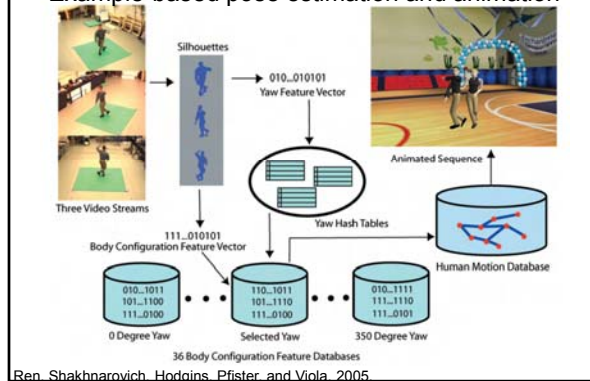 Example-based pose estimation and animation
Silhouettes
010...010101
Yaw Feature Vector
Three Video Streams
Animated Sequence
Yaw Hash Tables
111...010101
Body Configuration Feature Vector
Human Motion Database
010...1011
101...1100
111...0100
110...1011
101...1110
111...0100
010...1111
111...1110
111...0101
0 Degree Yaw
Selected Yaw
350 Degree Yaw
36 Body Configuration Feature Databases
Ren, Shakhnarovich, Hodgins, Pfister, and Viola, 2005.